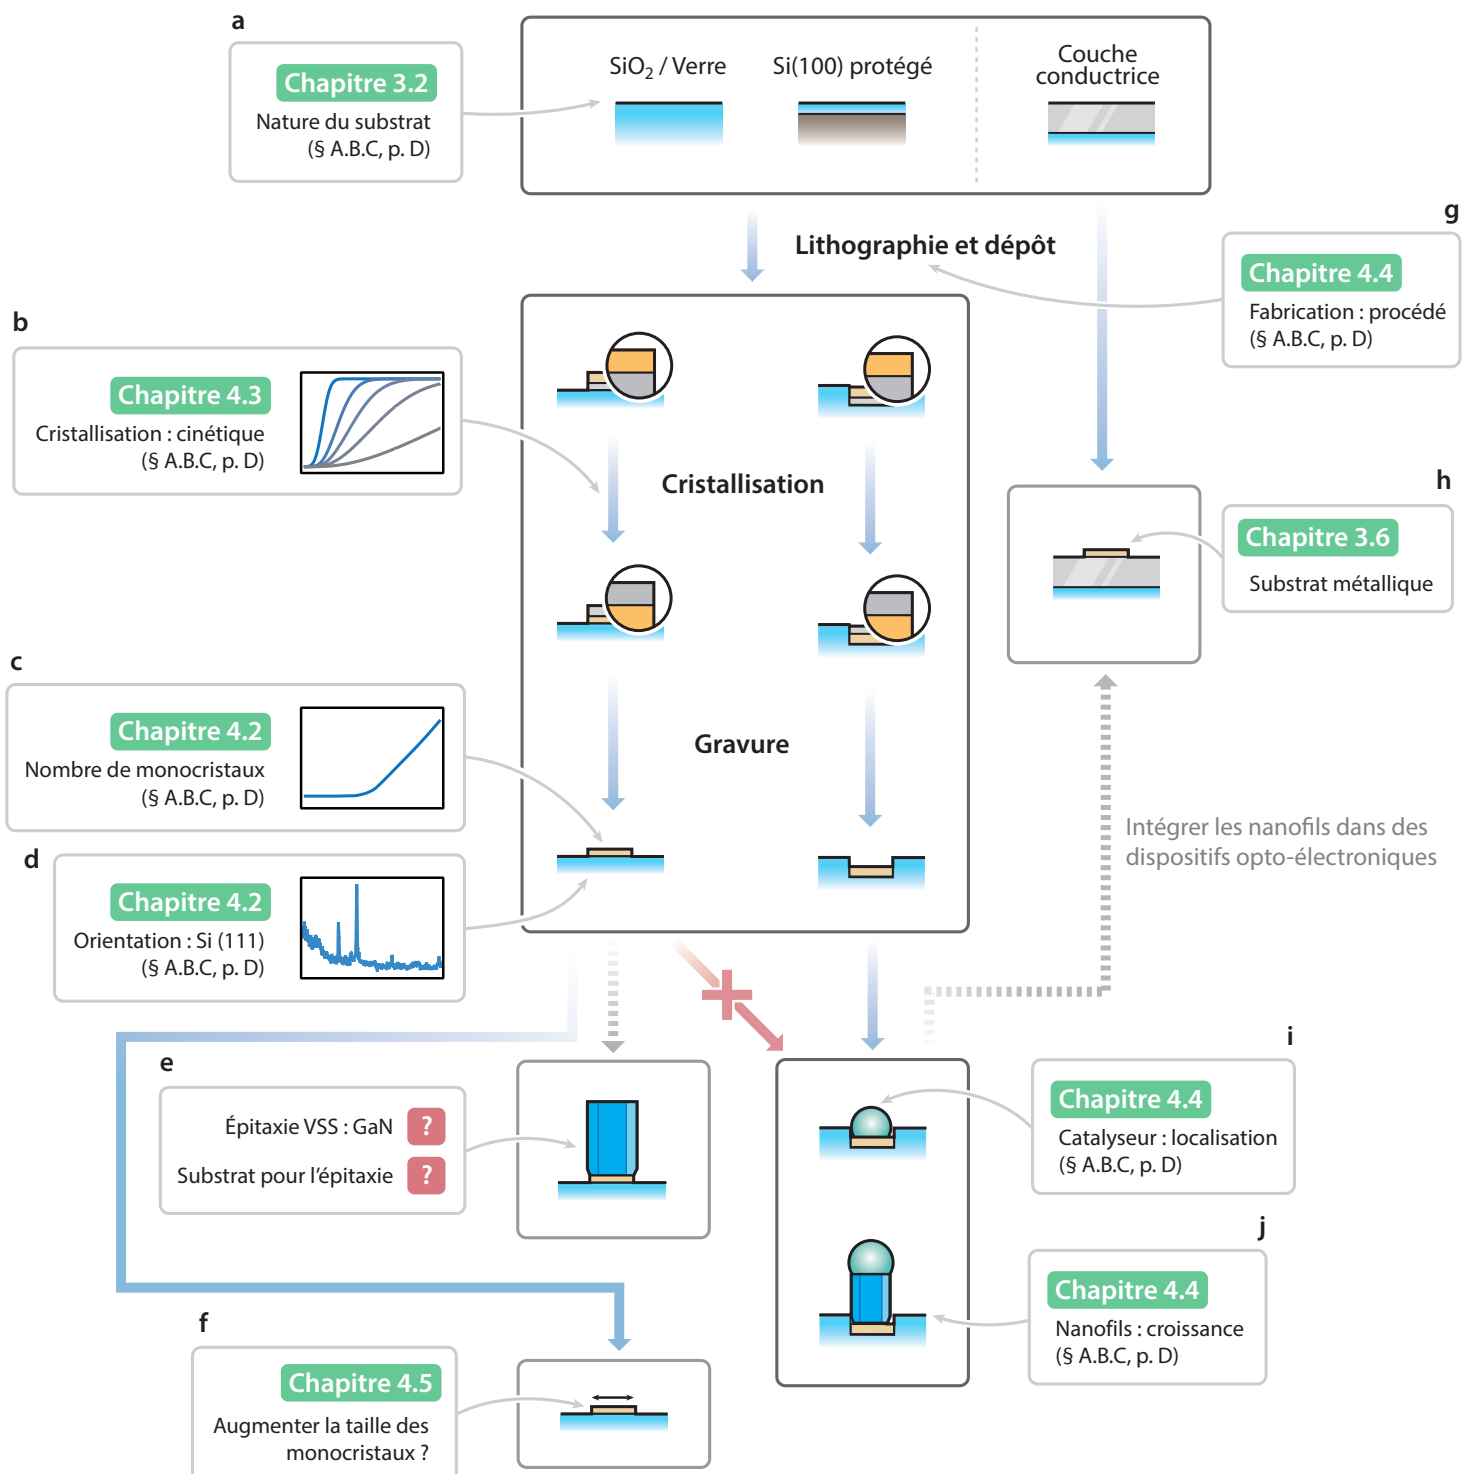 a
Chapitre 3.2
Nature du substrat
(§ A.B.C, p. D)
SiO₂ / Verre
Si(100) protégé
Couche
conductrice
Lithographie et dépôt
g
Chapitre 4.4
Fabrication : procédé
(§ A.B.C, p. D)
b
Chapitre 4.3
Cristallisation : cinétique
(§ A.B.C, p. D)
Cristallisation
h
Chapitre 3.6
Substrat métallique
c
Chapitre 4.2
Nombre de monocristaux
(§ A.B.C, p. D)
Gravure
Intégrer les nanofils dans des
dispositifs opto-électroniques
d
Chapitre 4.2
Orientation : Si (111)
(§ A.B.C, p. D)
e
Épitaxie VSS : GaN ?
Substrat pour l'épitaxie ?
i
Chapitre 4.4
Catalyseur : localisation
(§ A.B.C, p. D)
j
Chapitre 4.4
Nanofils : croissance
(§ A.B.C, p. D)
f
Chapitre 4.5
Augmenter la taille des
monocristaux ?